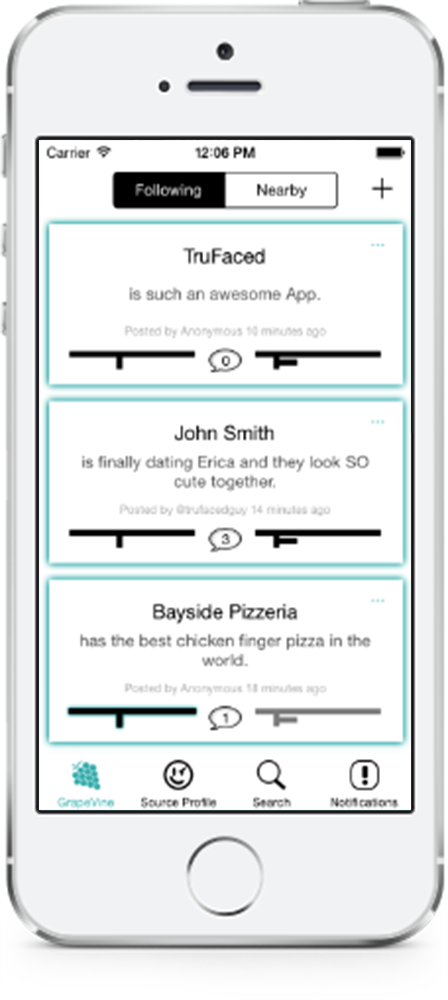 Carrier 12:06 PM
Following Nearby +
...
TruFaced
is such an awesome App.
Posted by Anonymous 10 minutes ago
0
...
John Smith
is finally dating Erica and they look SO
cute together.
Posted by @trufacedguy 14 minutes ago
3
...
Bayside Pizzeria
has the best chicken finger pizza in the
world.
Posted by Anonymous 18 minutes ago
1
GrapeVine Source Profile Search Notifications